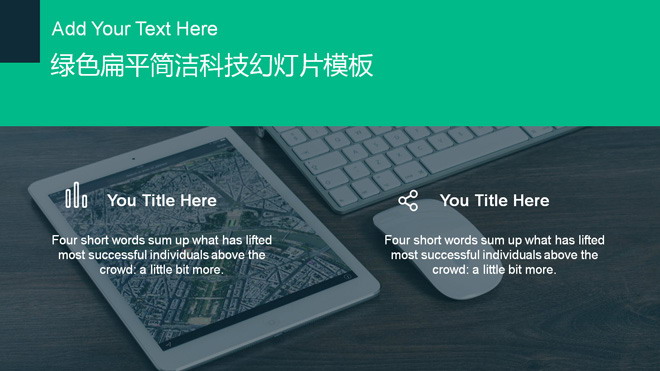 Add Your Text Here
绿色扁平简洁科技幻灯片模板
You Title Here
Four short words sum up what has lifted
most successful individuals above the
crowd: a little bit more.
You Title Here
Four short words sum up what has lifted
most successful individuals above the
crowd: a little bit more.